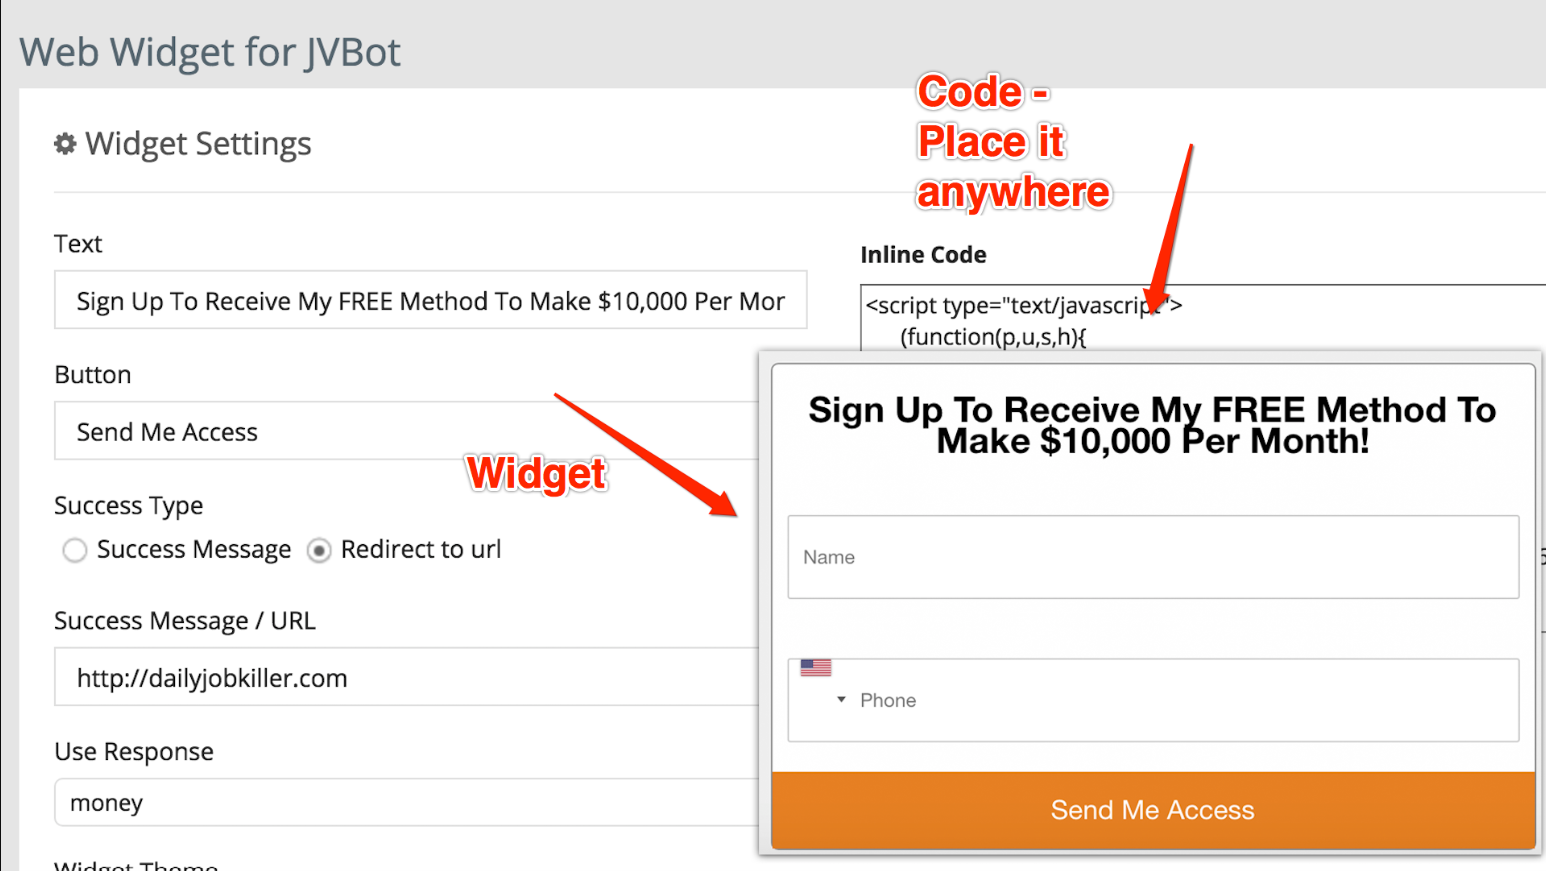 Web Widget for JVBot
Code -
Place it
anywhere
Widget Settings
Text
Sign Up To Receive My FREE Method To Make $10,000 Per Mor
Inline Code
<script type="text/javascript">
(function(p,u,s,h){
Button
Send Me Access
Widget
Success Type
Success Message
Redirect to url
Success Message / URL
http://dailyjobkiller.com
Use Response
money
Widget Theme
Sign Up To Receive My FREE Method To
Make $10,000 Per Month!
Name
Phone
Send Me Access